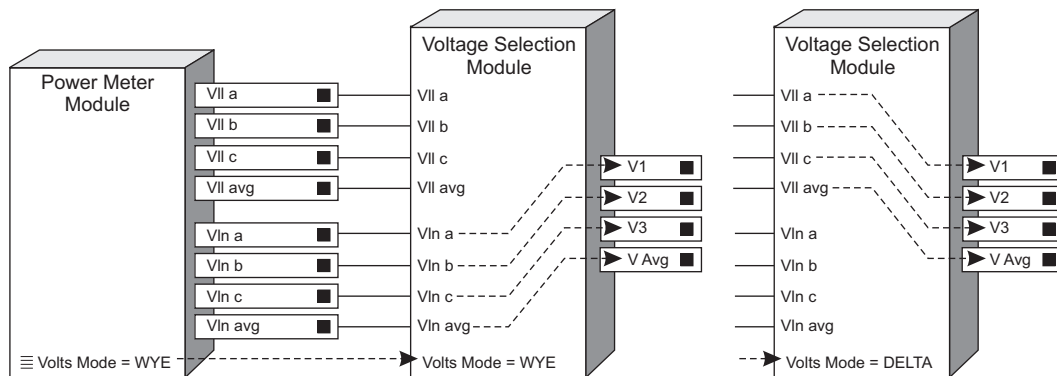 Power Meter
Module
Vll a
Vll b
Vll c
Vll avg
Vln a
Vln b
Vln c
Vln avg
Volts Mode = WYE
Voltage Selection
Module
Vll a
Vll b
Vll c
Vll avg
Vln a
Vln b
Vln c
Vln avg
Volts Mode = WYE
V1
V2
V3
V Avg
Voltage Selection
Module
Vll a
Vll b
Vll c
Vll avg
Vln a
Vln b
Vln c
Vln avg
Volts Mode = DELTA
V1
V2
V3
V Avg